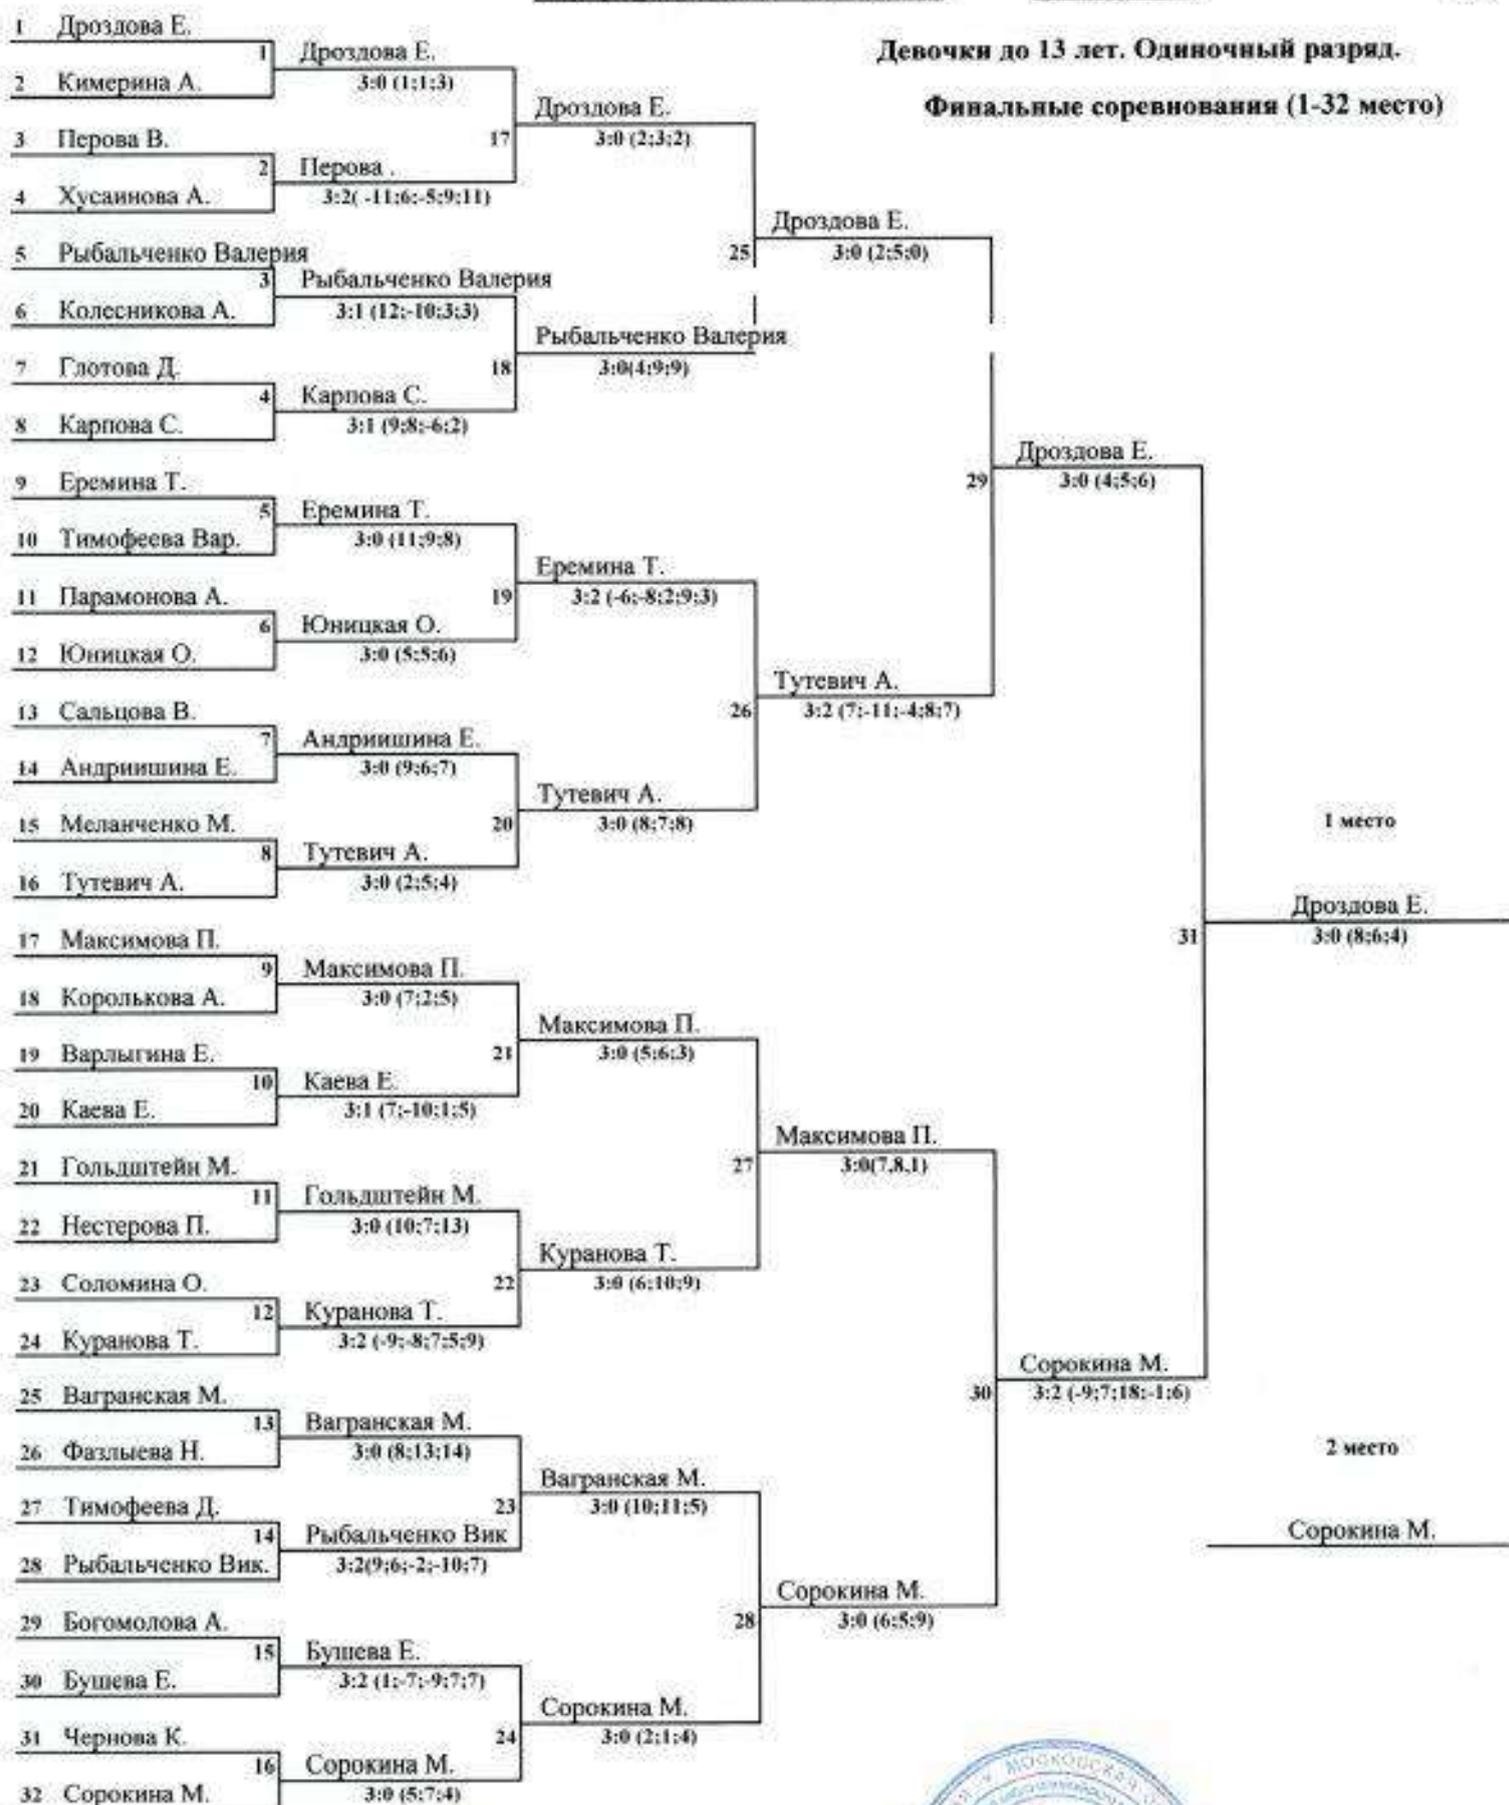 Девочки до 13 лет. Одиночный разряд.
Финальные соревнования (1-32 место)
1 Дроздова Е.
1 Дроздова Е.
3:0 (1;1;3)
2 Кимерина А.
Дроздова Е.
17 3:0 (2;3;2)
3 Перова В.
2 Перова .
3:2( -11;6;-5;9;11)
4 Хусаинова А.
Дроздова Е.
25 3:0 (2;5;0)
5 Рыбальченко Валерия
3 Рыбальченко Валерия
3:1 (12;-10;3;3)
6 Колесникова А.
Рыбальченко Валерия
18 3:0(4;9;9)
7 Глотова Д.
4 Карпова С.
3:1 (9;8;-6;2)
8 Карпова С.
Дроздова Е.
29 3:0 (4;5;6)
9 Еремина Т.
5 Еремина Т.
3:0 (11;9;8)
10 Тимофеева Вар.
Еремина Т.
19 3:2 (-6;-8;2;9;3)
11 Парамонова А.
6 Юницкая О.
3:0 (5;5;6)
12 Юницкая О.
Тутевич А.
26 3:2 (7;-11;-4;8;7)
13 Сальцова В.
7 Андриишина Е.
3:0 (9;6;7)
14 Андриишина Е.
Тутевич А.
20 3:0 (8;7;8)
15 Меланченко М.
8 Тутевич А.
3:0 (2;5;4)
16 Тутевич А.
1 место
Дроздова Е.
31 3:0 (8;6;4)
17 Максимова П.
9 Максимова П.
3:0 (7;2;5)
18 Королькова А.
Максимова П.
21 3:0 (5;6;3)
19 Варлыгина Е.
10 Каева Е.
3:1 (7;-10;1;5)
20 Каева Е.
Максимова П.
27 3:0(7,8,1)
21 Гольдштейн М.
11 Гольдштейн М.
3:0 (10;7;13)
22 Нестерова П.
Куранова Т.
22 3:0 (6;10;9)
23 Соломина О.
12 Куранова Т.
3:2 (-9;-8;7;5;9)
24 Куранова Т.
Сорокина М.
30 3:2 (-9;7;18;-1;6)
25 Вагранская М.
13 Вагранская М.
3:0 (8;13;14)
26 Фазлыева Н.
Вагранская М.
23 3:0 (10;11;5)
27 Тимофеева Д.
14 Рыбальченко Вик
3:2(9;6;-2;-10;7)
28 Рыбальченко Вик.
2 место
Сорокина М.
Сорокина М.
28 3:0 (6;5;9)
29 Богомолова А.
15 Бушева Е.
3:2 (1;-7;-9;7;7)
30 Бушева Е.
Сорокина М.
24 3:0 (2;1;4)
31 Чернова К.
16 Сорокина М.
3:0 (5;7;4)
32 Сорокина М.
МОСКОВСКАЯ